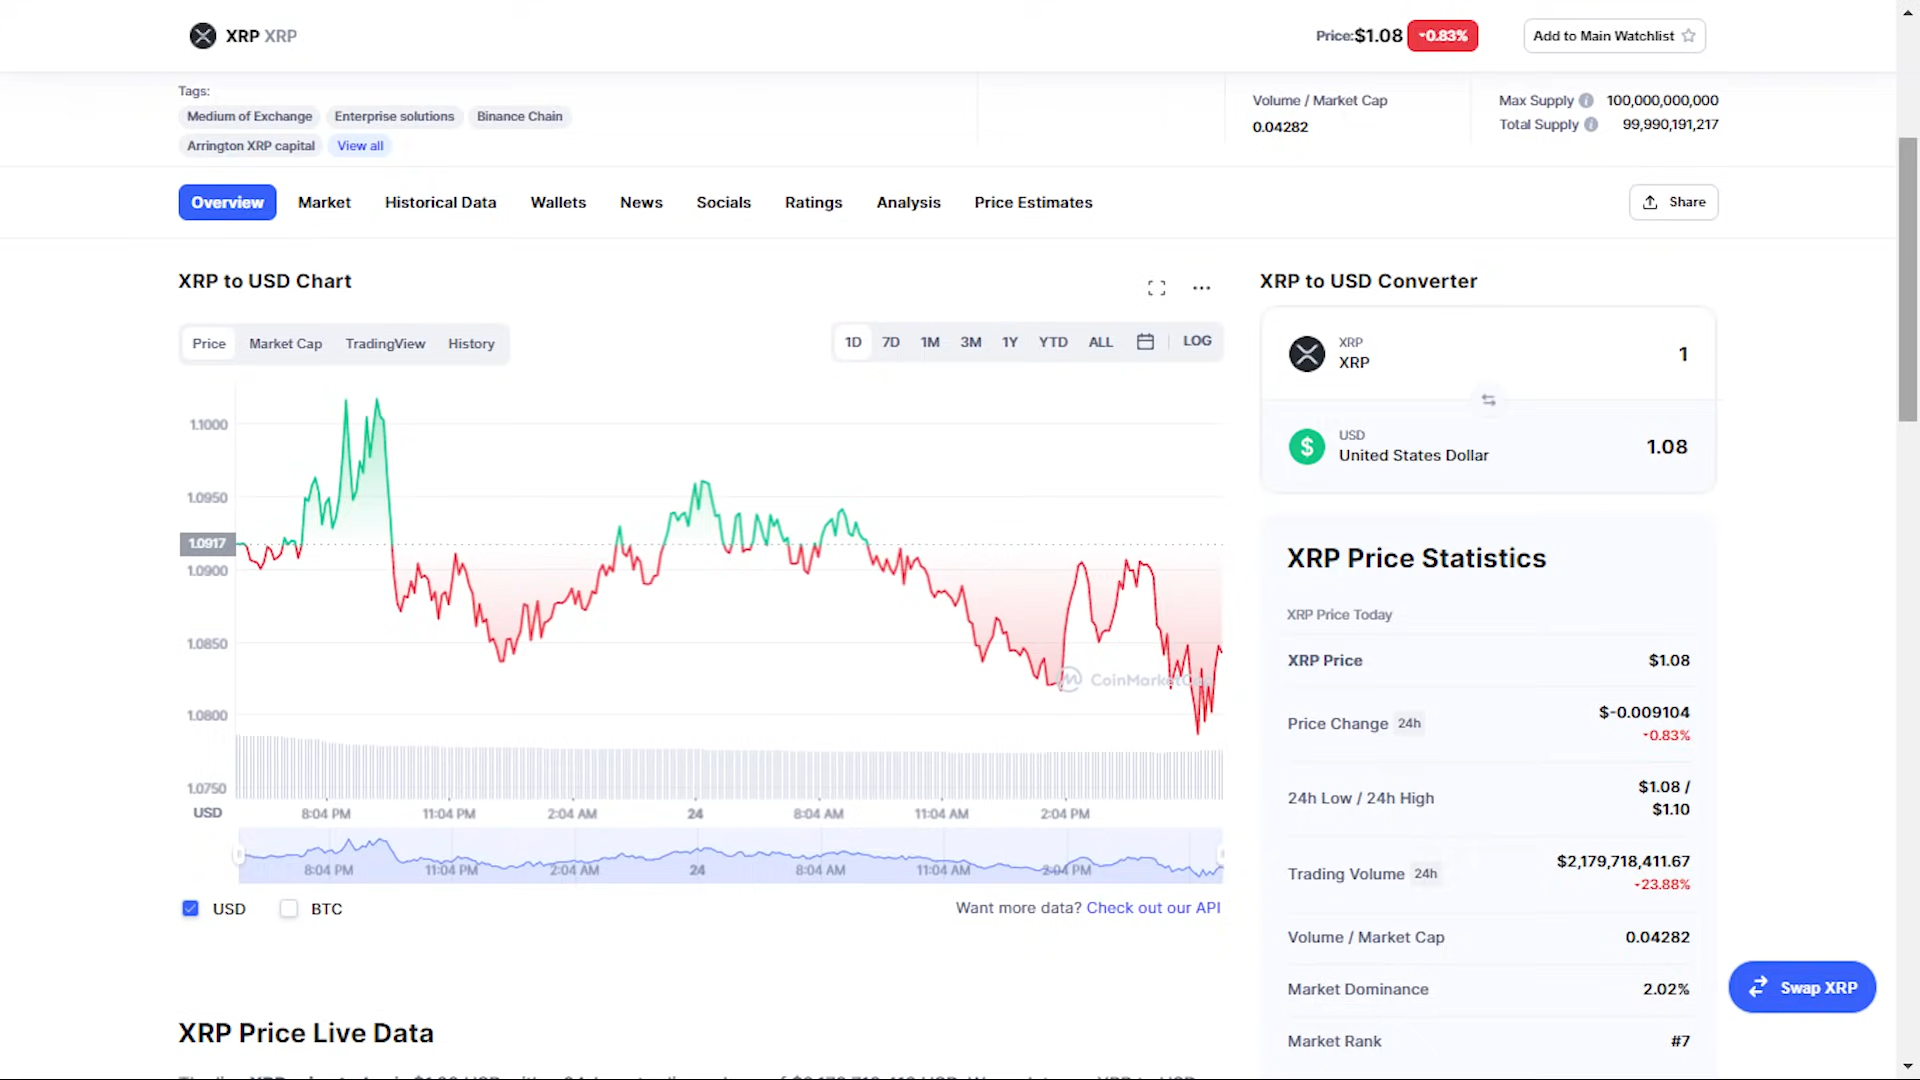 XRP XRP
Price:$1.08 -0.83%
Add to Main Watchlist
Tags:
Medium of Exchange Enterprise solutions Binance Chain
Arrington XRP capital View all
Volume / Market Cap
0.04282
Max Supply 100,000,000,000
Total Supply 99,990,191,217
Overview Market Historical Data Wallets News Socials Ratings Analysis Price Estimates
Share
XRP to USD Chart
Price Market Cap TradingView History
1D 7D 1M 3M 1Y YTD ALL LOG
1.1000
1.0950
1.0917
1.0900
1.0850
1.0800
1.0750
CoinMarketCap
USD 8:04 PM 11:04 PM 2:04 AM 24 8:04 AM 11:04 AM 2:04 PM
8:04 PM 11:04 PM 2:04 AM 24 8:04 AM 11:04 AM 2:04 PM
USD BTC
Want more data? Check out our API
XRP Price Live Data
XRP to USD Converter
XRP
XRP
1
USD
United States Dollar
1.08
XRP Price Statistics
XRP Price Today
XRP Price $1.08
Price Change 24h $-0.009104
-0.83%
24h Low / 24h High $1.08 /
$1.10
Trading Volume 24h $2,179,718,411.67
-23.88%
Volume / Market Cap 0.04282
Market Dominance 2.02%
Market Rank #7
Swap XRP